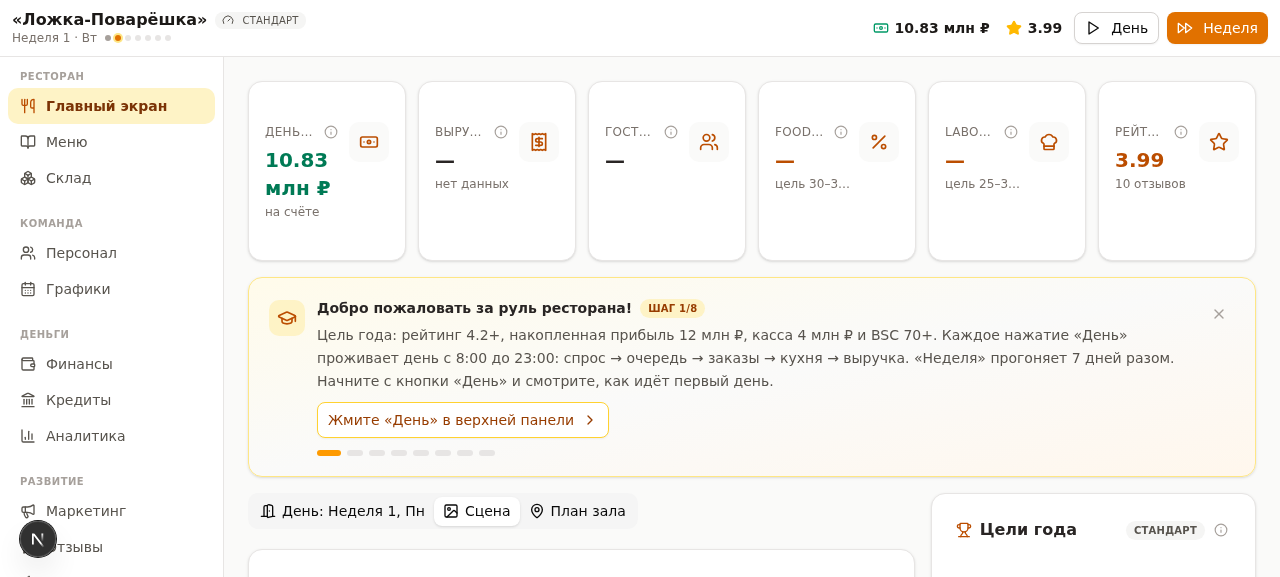 «Ложка-Поварёшка» СТАНДАРТ
Неделя 1 · Вт
10.83 млн ₽ 3.99 День Неделя
РЕСТОРАН
Главный экран
Меню
Склад
КОМАНДА
Персонал
Графики
ДЕНЬГИ
Финансы
Кредиты
Аналитика
РАЗВИТИЕ
Маркетинг
N
ДЕНЬ...
10.83
млн ₽
на счёте
ВЫРУ...
—
нет данных
ГОСТ...
—
FOOD...
—
цель 30–3...
LABO...
—
цель 25–3...
РЕЙТ...
3.99
10 отзывов
Добро пожаловать за руль ресторана! ШАГ 1/8
Цель года: рейтинг 4.2+, накопленная прибыль 12 млн ₽, касса 4 млн ₽ и BSC 70+. Каждое нажатие «День»
проживает день с 8:00 до 23:00: спрос → очередь → заказы → кухня → выручка. «Неделя» прогоняет 7 дней разом.
Начните с кнопки «День» и смотрите, как идёт первый день.
Жмите «День» в верхней панели
День: Неделя 1, Пн Сцена План зала
Цели года СТАНДАРТ